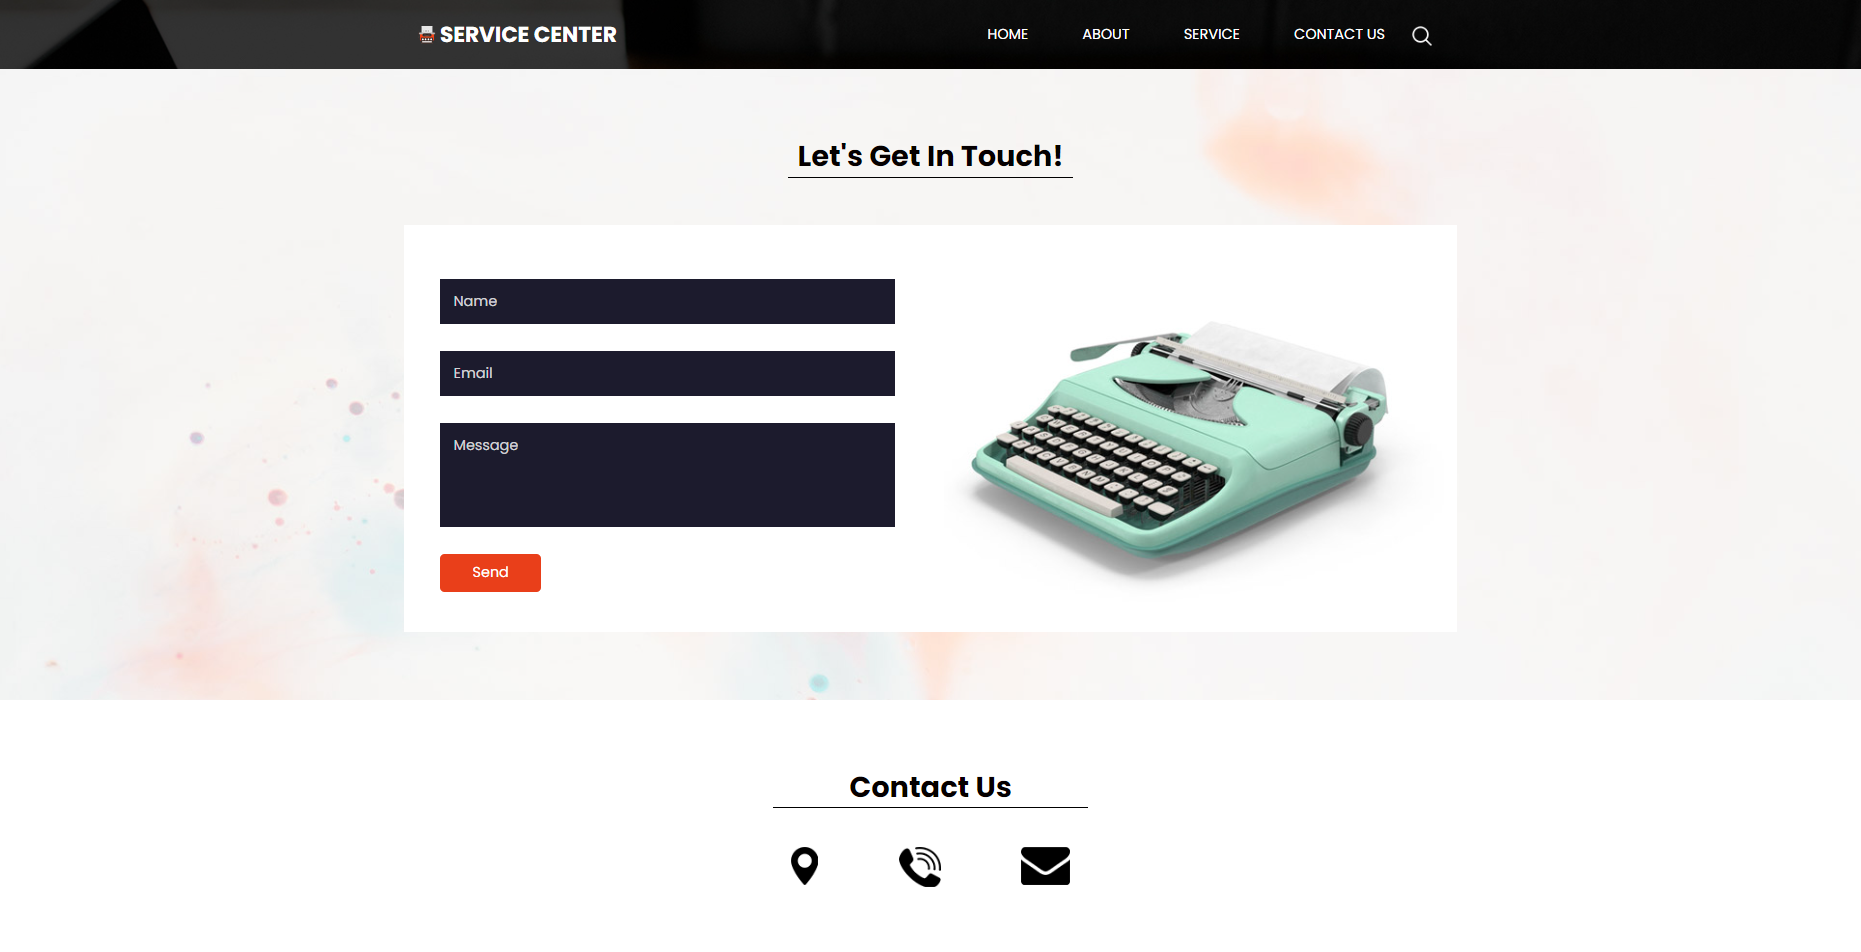 SERVICE CENTER
HOME
ABOUT
SERVICE
CONTACT US
Let's Get In Touch!
Name
Email
Message
Send
Contact Us